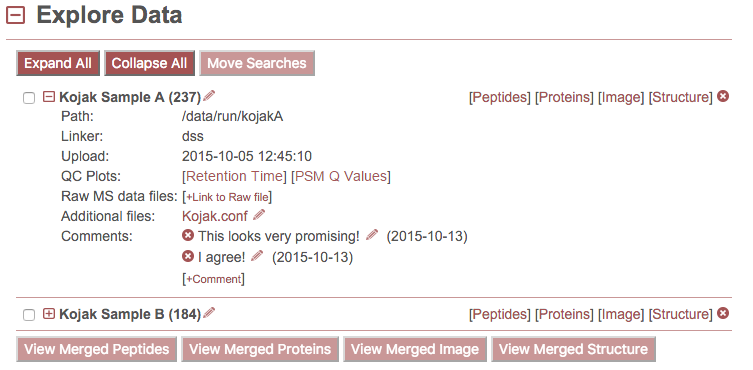 Explore Data
Expand All Collapse All Move Searches
Kojak Sample A (237) [Peptides] [Proteins] [Image] [Structure]
Path: /data/run/kojakA
Linker: dss
Upload: 2015-10-05 12:45:10
QC Plots: [Retention Time] [PSM Q Values]
Raw MS data files: [+Link to Raw file]
Additional files: Kojak.conf
Comments: This looks very promising! (2015-10-13)
I agree! (2015-10-13)
[+Comment]
Kojak Sample B (184) [Peptides] [Proteins] [Image] [Structure]
View Merged Peptides View Merged Proteins View Merged Image View Merged Structure